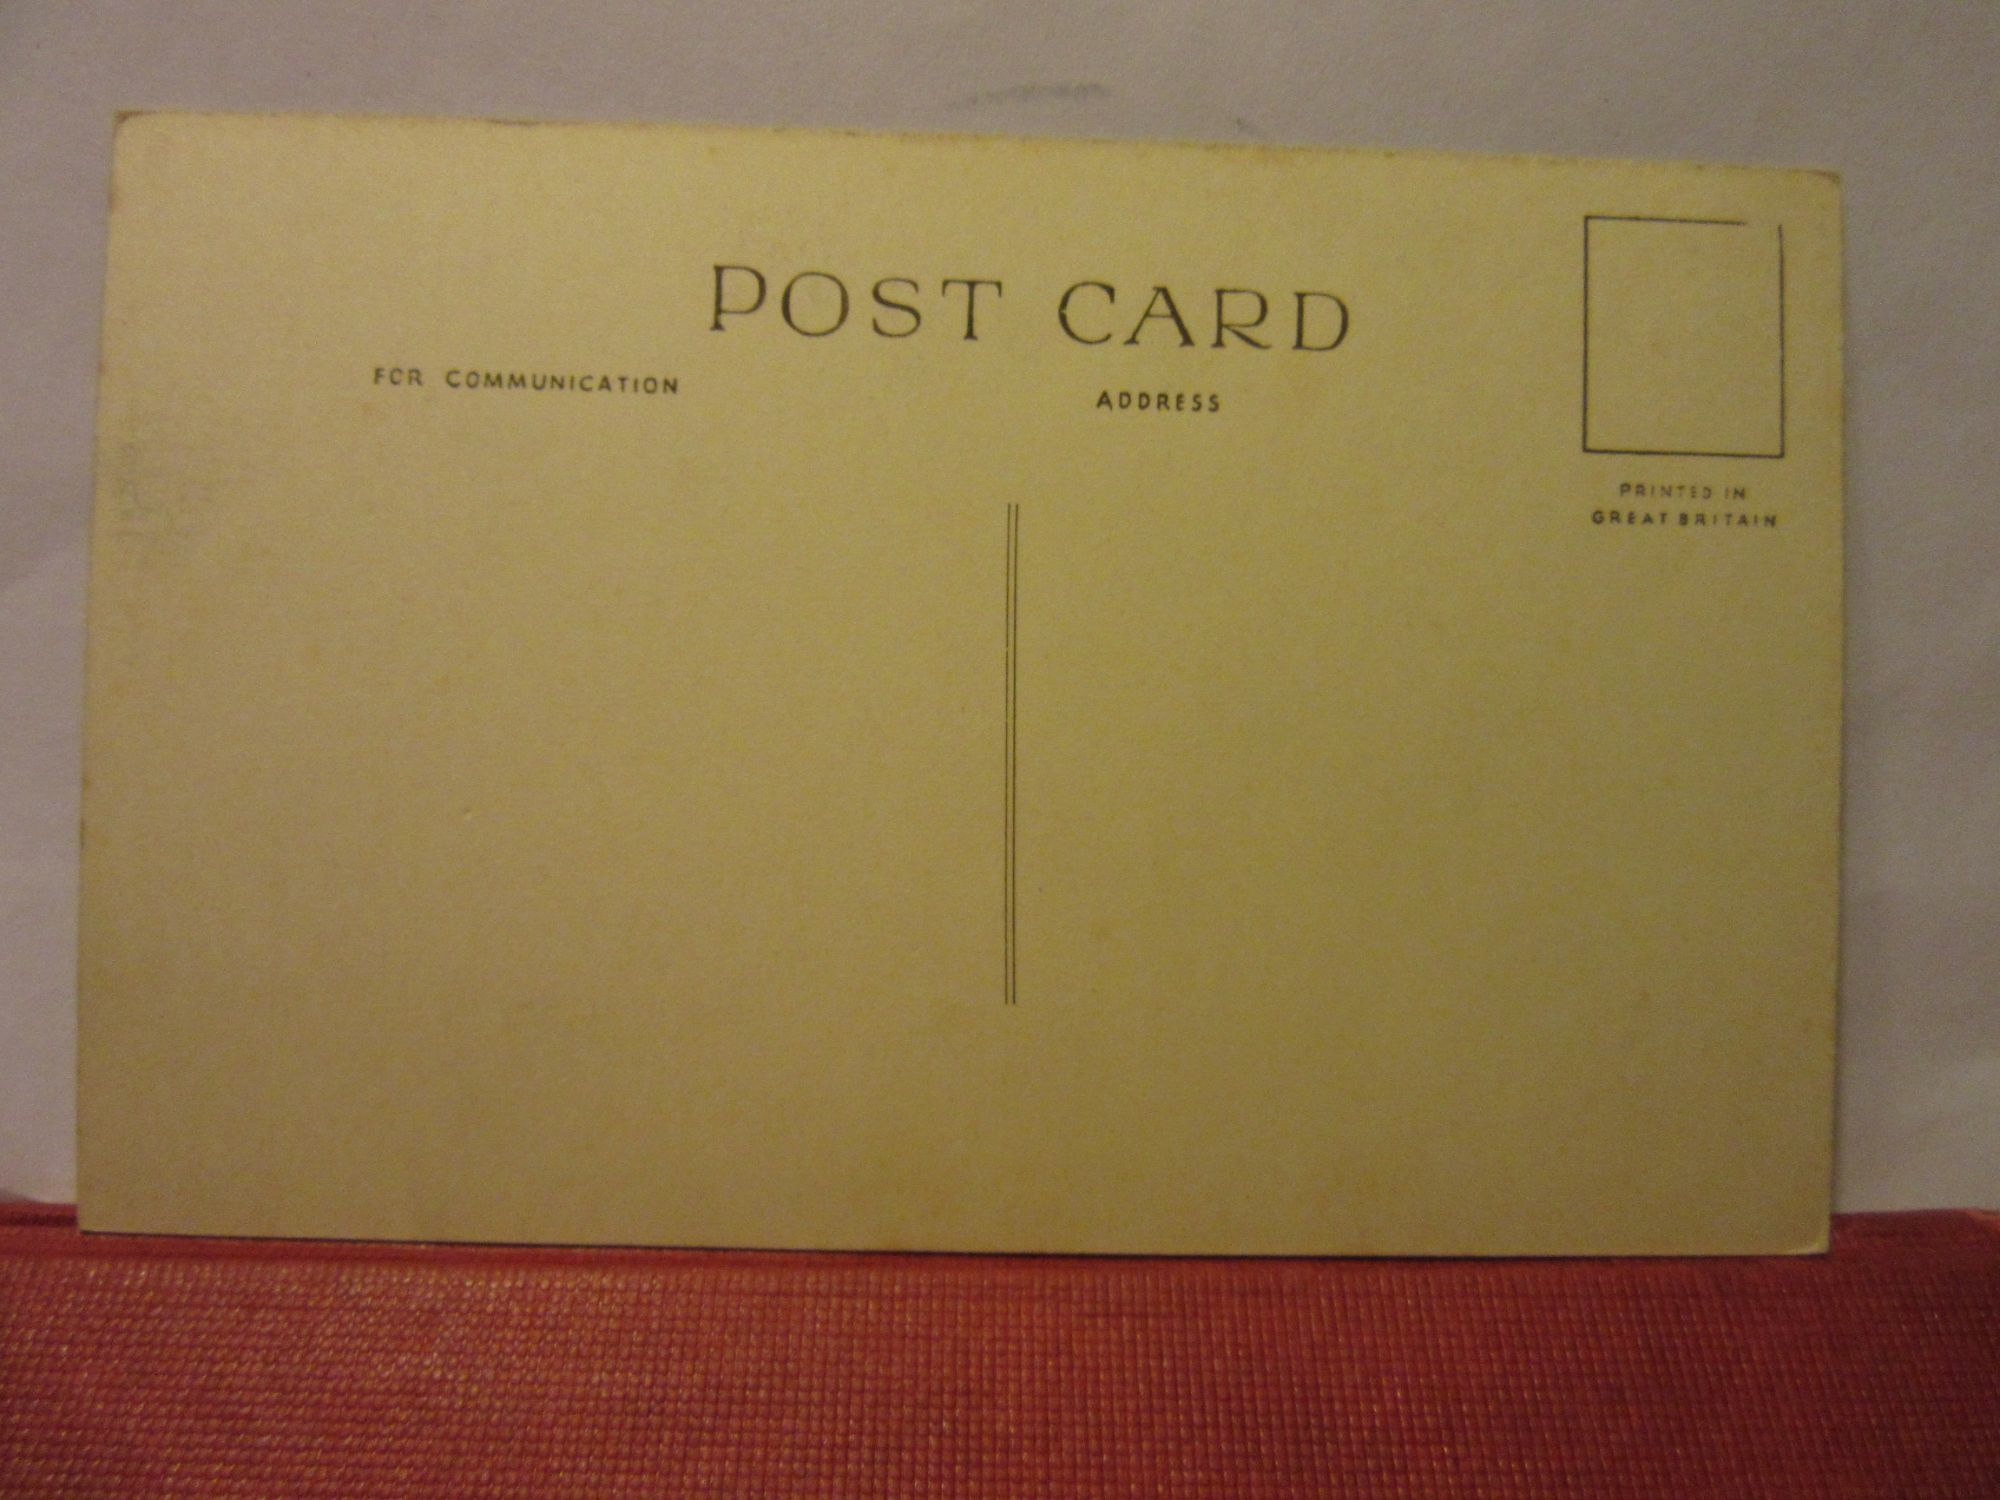 POST CARD
FOR COMMUNICATION
ADDRESS
PRINTED IN
GREAT BRITAIN